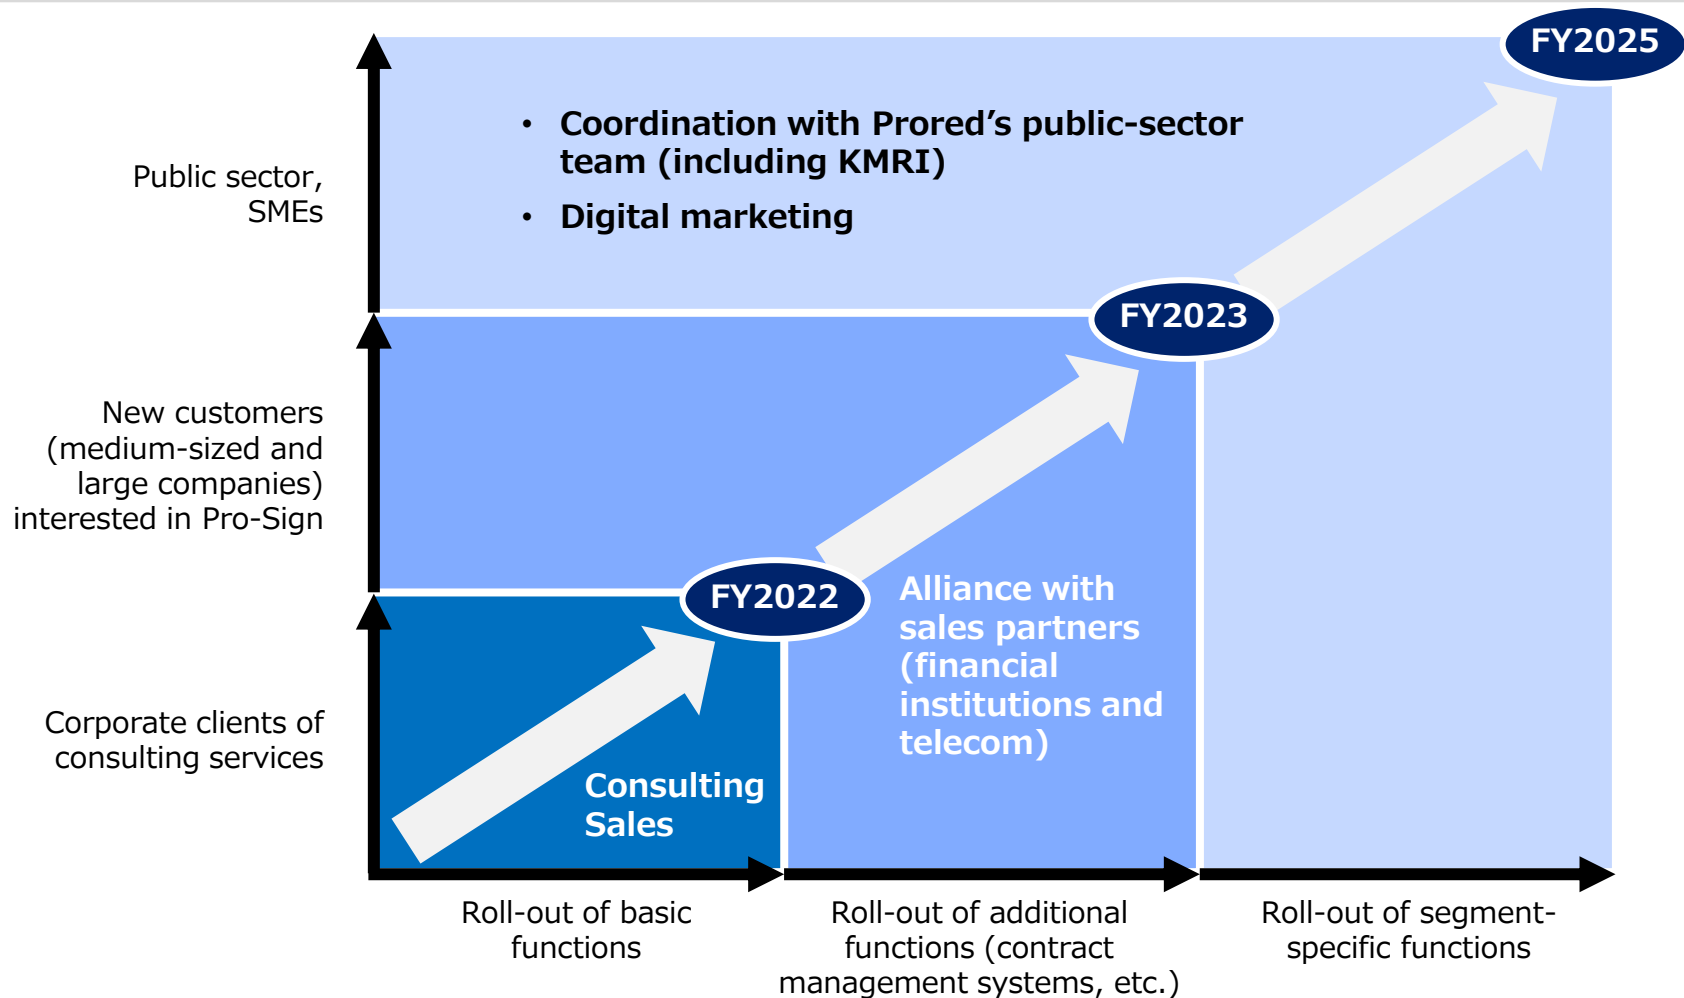 FY2025
• Coordination with Prored’s public-sector
team (including KMRI)
• Digital marketing
Public sector,
SMEs
FY2023
New customers
(medium-sized and
large companies)
interested in Pro-Sign
FY2022
Alliance with
sales partners
(financial
institutions and
telecom)
Corporate clients of
consulting services
Consulting
Sales
Roll-out of basic
functions
Roll-out of additional
functions (contract
management systems, etc.)
Roll-out of segment-
specific functions